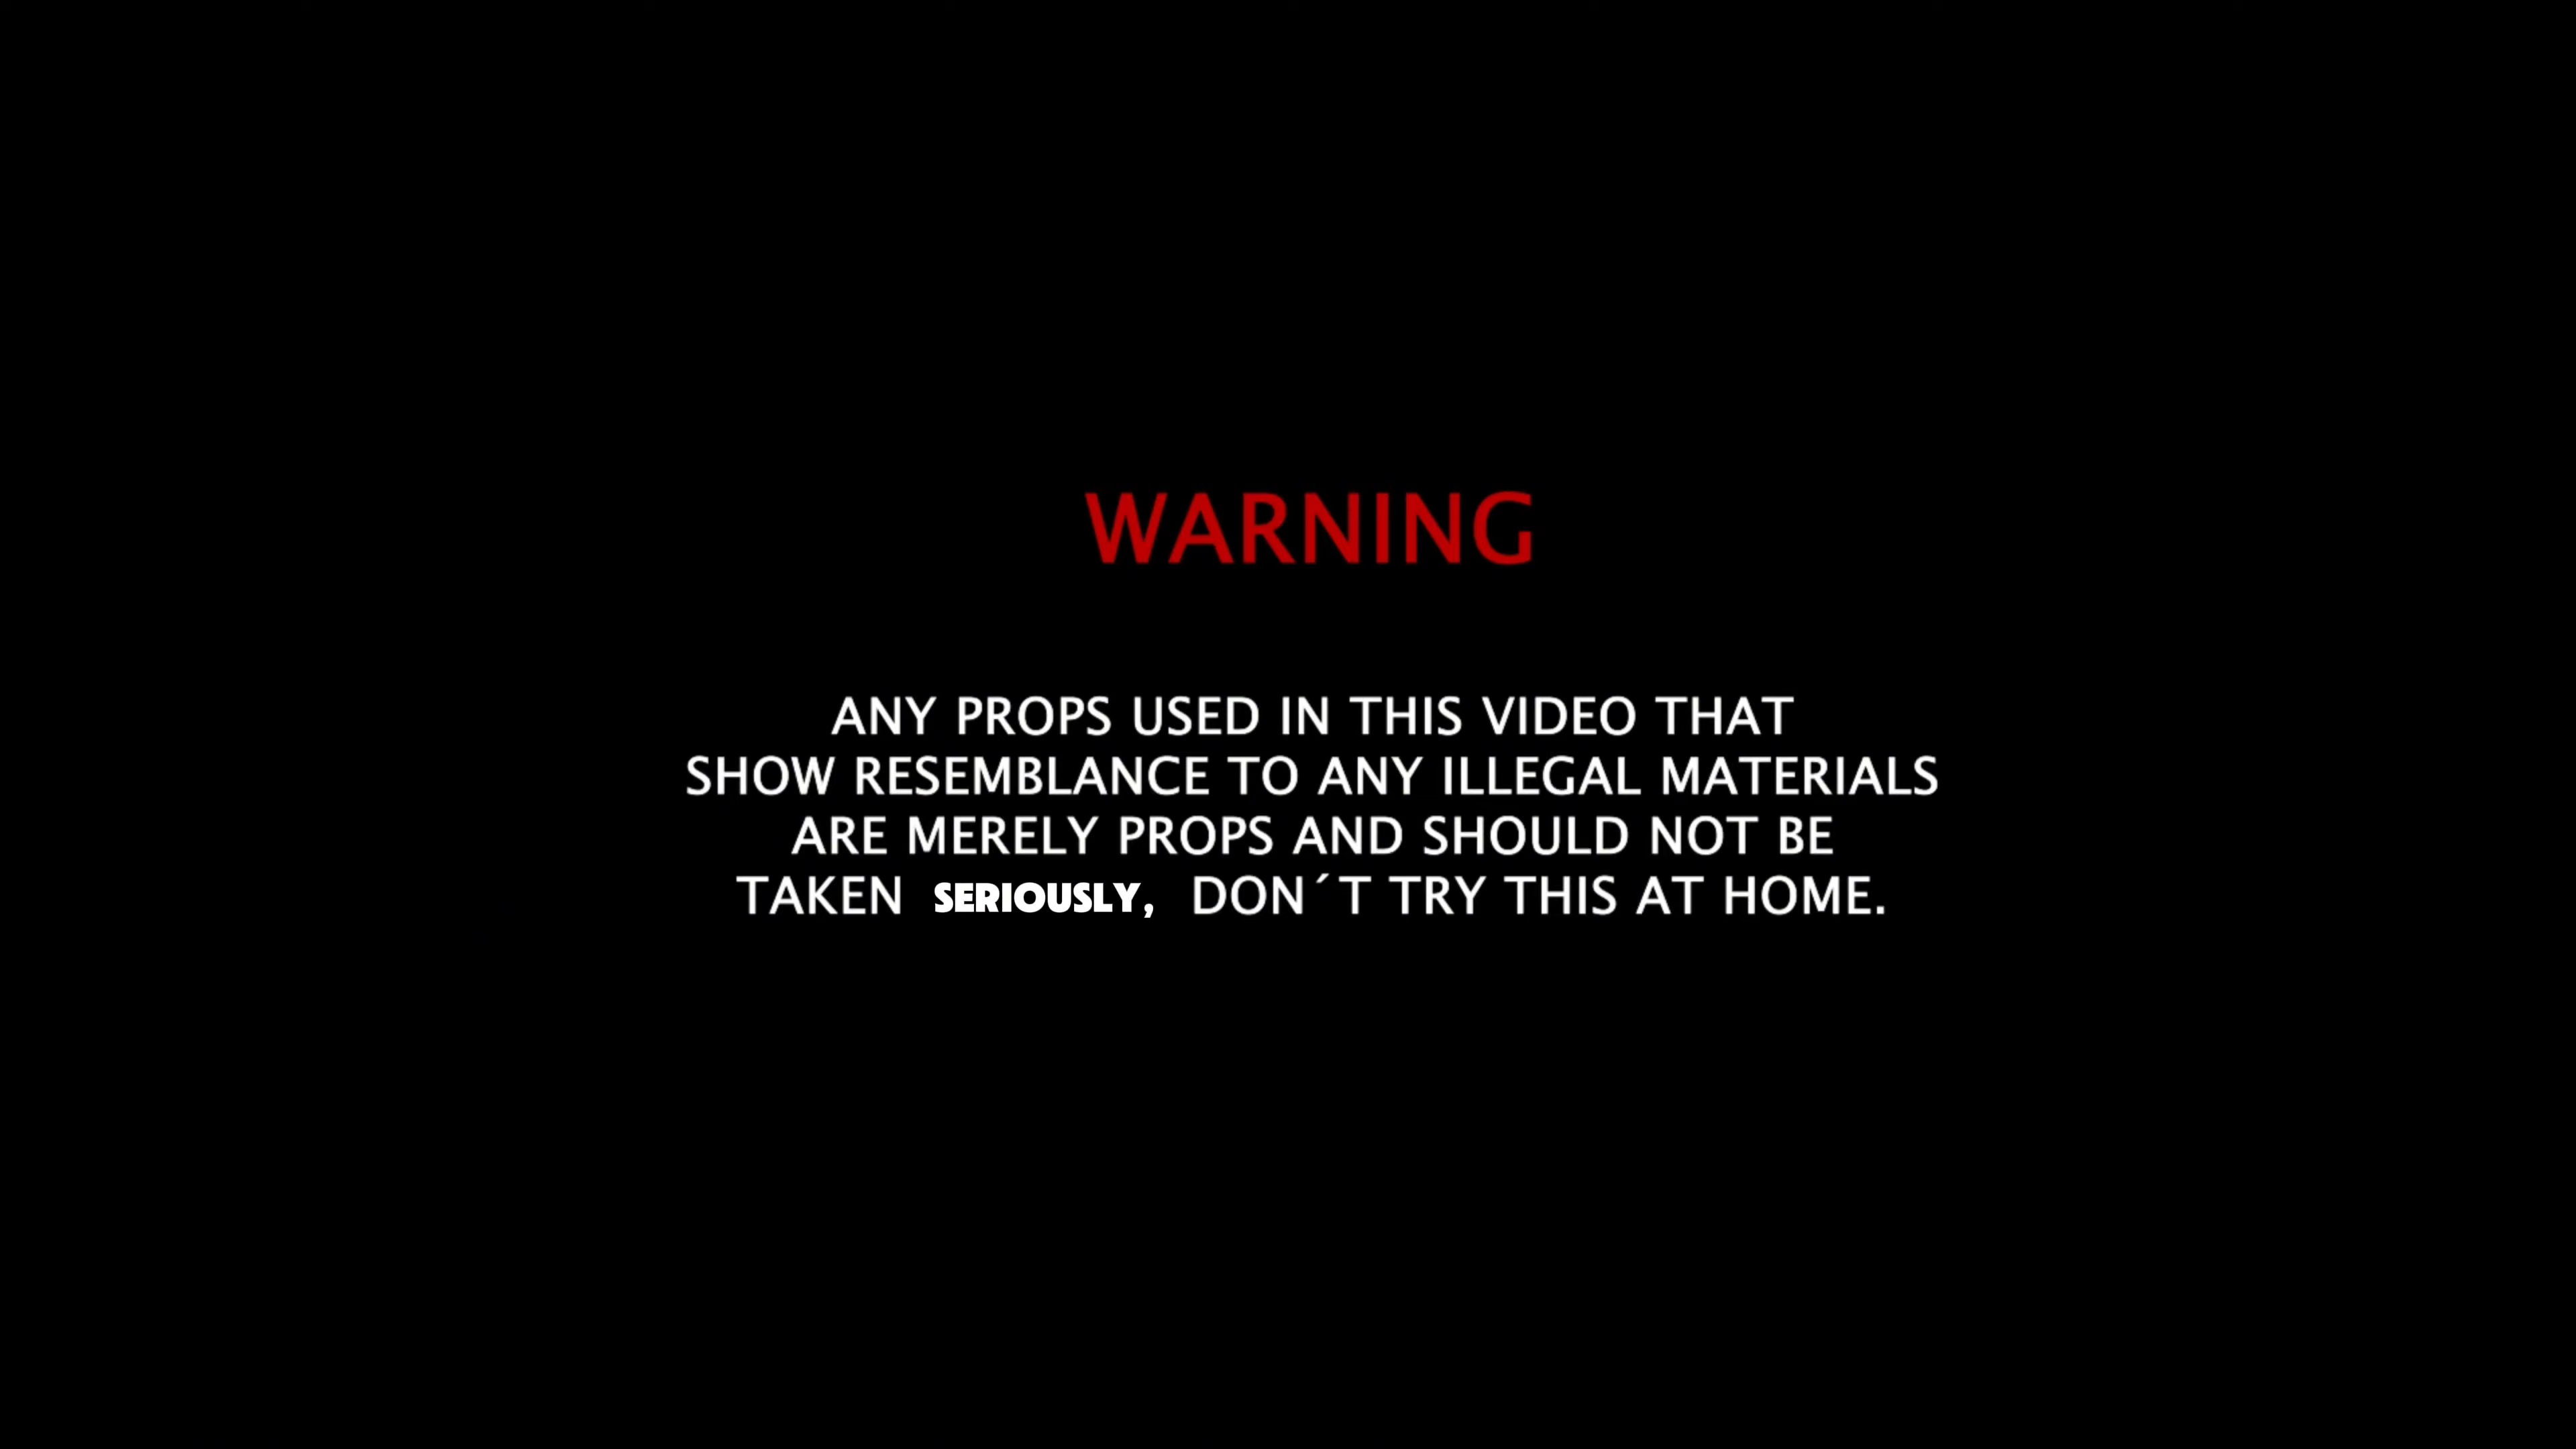 WARNING
ANY PROPS USED IN THIS VIDEO THAT
SHOW RESEMBLANCE TO ANY ILLEGAL MATERIALS
ARE MERELY PROPS AND SHOULD NOT BE
TAKEN SERIOUSLY, DON´T TRY THIS AT HOME.